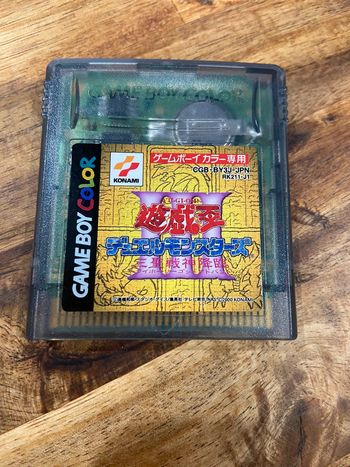 GAME BOY COLOR
KONAMI
ゲームボーイ カラー専用
CGB-BY3J-JPN
RK211-J1
遊戯王
III
デュエルモンスターズ
三聖戦神降臨
GAME BOY COLOR